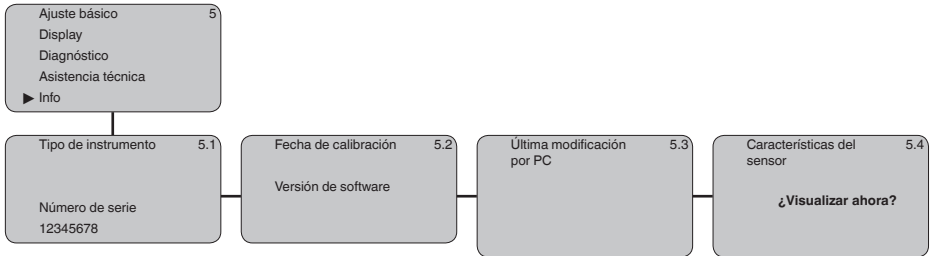 Ajuste básico 5
Display
Diagnóstico
Asistencia técnica
▶ Info
Tipo de instrumento 5.1
Número de serie
12345678
Fecha de calibración 5.2
Versión de software
Última modificación 5.3
por PC
Características del 5.4
sensor
¿Visualizar ahora?